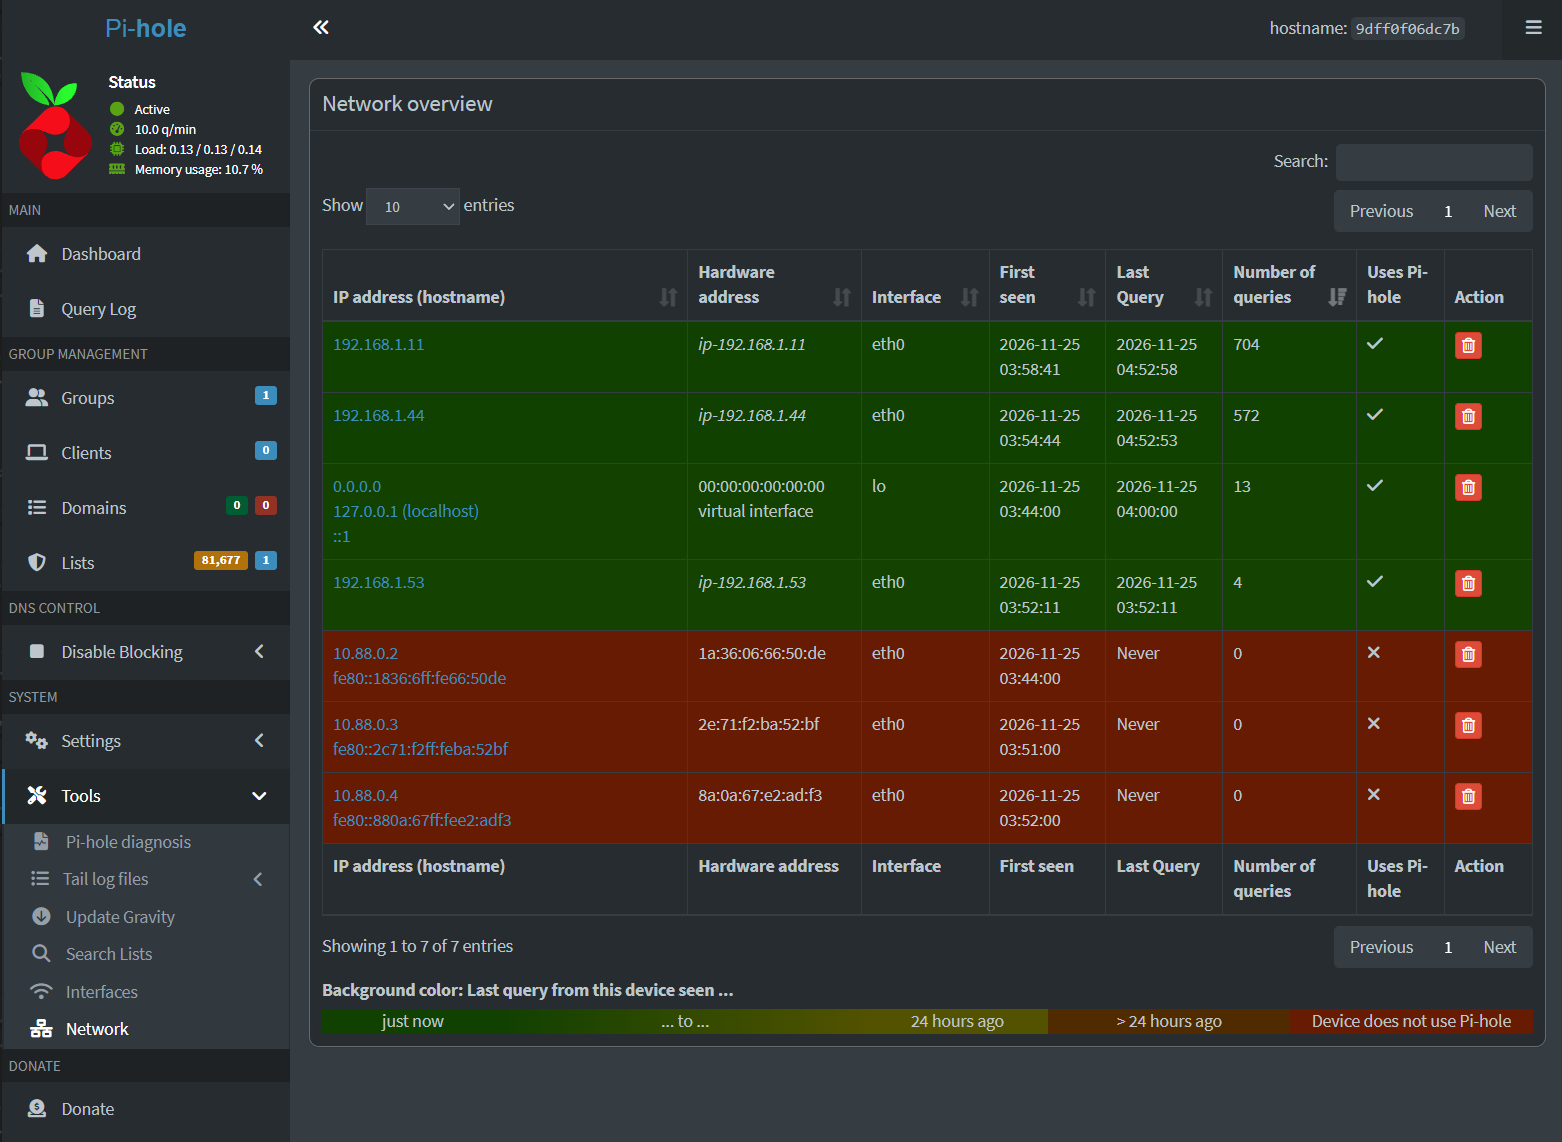 Pi-hole
hostname: 9dff0f06dc7b
Status
Active
10.0 q/min
Load: 0.13 / 0.13 / 0.14
Memory usage: 10.7 %
MAIN
Dashboard
Query Log
GROUP MANAGEMENT
Groups 1
Clients 0
Domains 0 0
Lists 81,677 1
DNS CONTROL
Disable Blocking
SYSTEM
Settings
Tools
Pi-hole diagnosis
Tail log files
Update Gravity
Search Lists
Interfaces
Network
DONATE
Donate
Network overview
Search:
Show 10 entries
Previous 1 Next
IP address (hostname) Hardware address Interface First seen Last Query Number of queries Uses Pi-hole Action
192.168.1.11 ip-192.168.1.11 eth0 2026-11-25 03:58:41 2026-11-25 04:52:58 704
192.168.1.44 ip-192.168.1.44 eth0 2026-11-25 03:54:44 2026-11-25 04:52:53 572
0.0.0.0 00:00:00:00:00:00 lo 2026-11-25 2026-11-25 13
127.0.0.1 (localhost) virtual interface 03:44:00 04:00:00
::1
192.168.1.53 ip-192.168.1.53 eth0 2026-11-25 03:52:11 2026-11-25 03:52:11 4
10.88.0.2 1a:36:06:66:50:de eth0 2026-11-25 Never 0
fe80::1836:6ff:fe66:50de 03:44:00
10.88.0.3 2e:71:f2:ba:52:bf eth0 2026-11-25 Never 0
fe80::2c71:f2ff:feba:52bf 03:51:00
10.88.0.4 8a:0a:67:e2:ad:f3 eth0 2026-11-25 Never 0
fe80::880a:67ff:fee2:adf3 03:52:00
IP address (hostname) Hardware address Interface First seen Last Query Number of queries Uses Pi-hole Action
Showing 1 to 7 of 7 entries
Previous 1 Next
Background color: Last query from this device seen ...
just now ... to ... 24 hours ago > 24 hours ago Device does not use Pi-hole